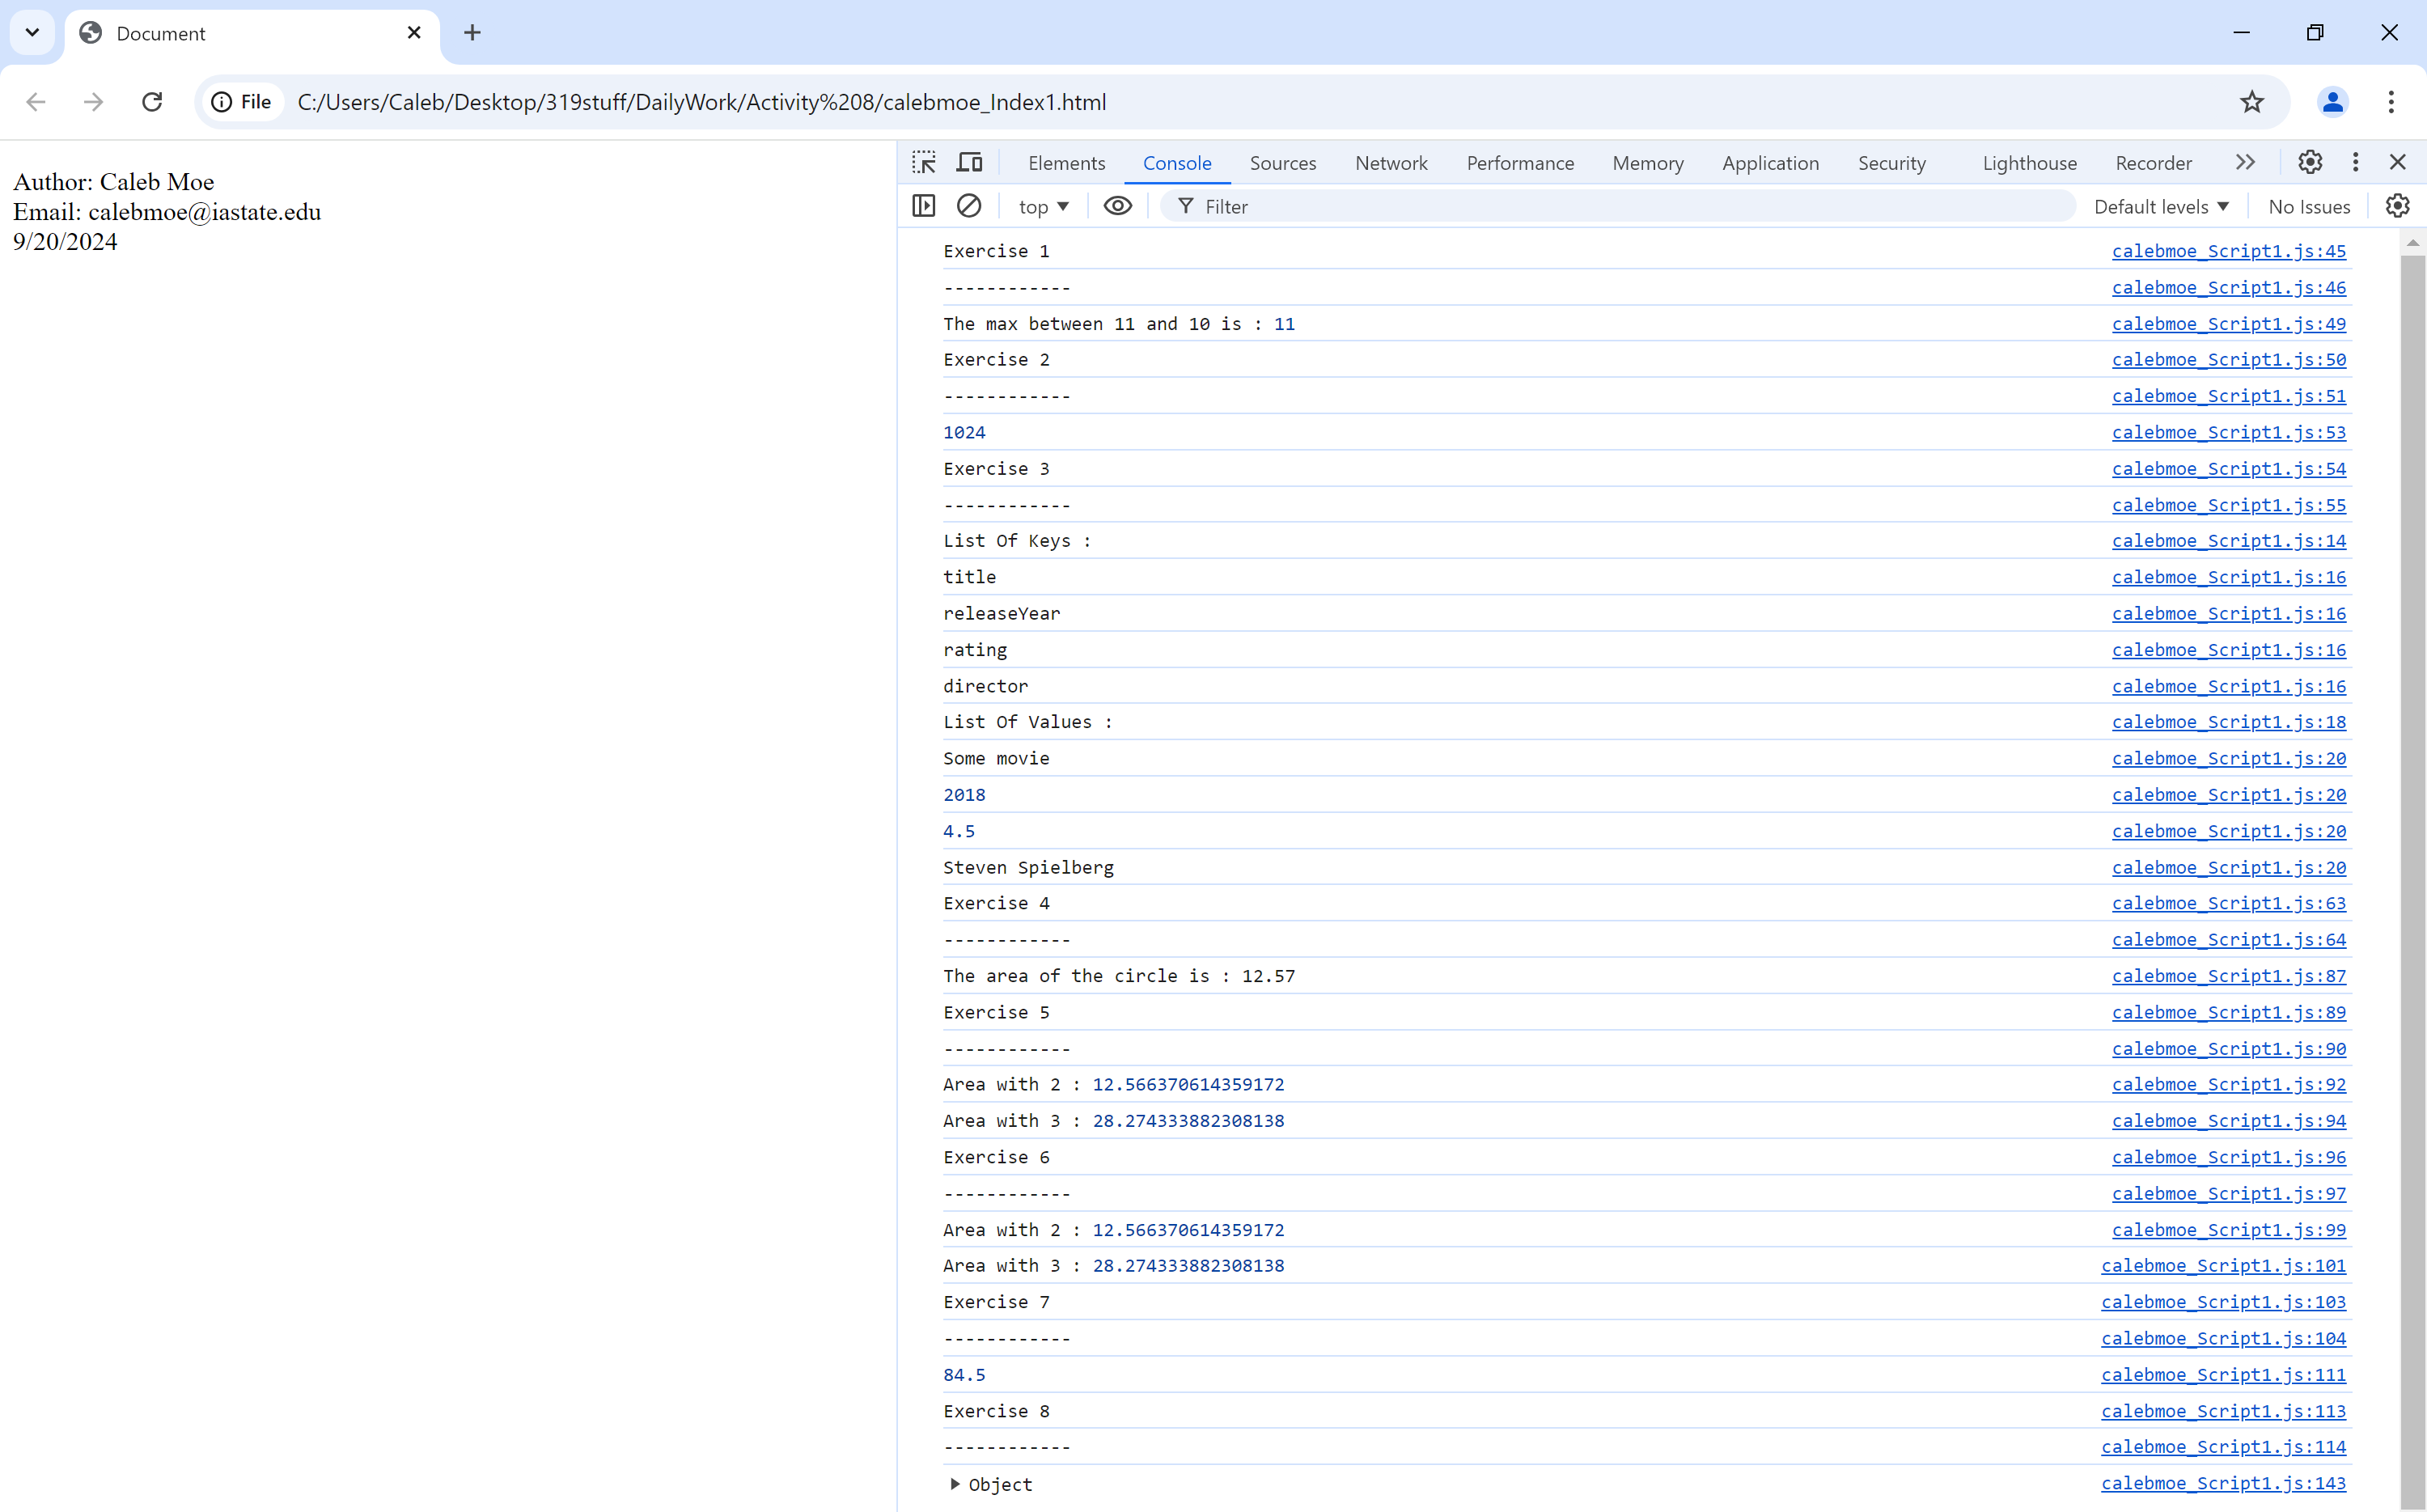 Document
File C:/Users/Caleb/Desktop/319stuff/DailyWork/Activity%208/calebmoe_Index1.html
Author: Caleb Moe
Email: calebmoe@iastate.edu
9/20/2024
Elements Console Sources Network Performance Memory Application Security Lighthouse Recorder
top Filter Default levels No Issues
Exercise 1 calebmoe_Script1.js:45
------------ calebmoe_Script1.js:46
The max between 11 and 10 is : 11 calebmoe_Script1.js:49
Exercise 2 calebmoe_Script1.js:50
------------ calebmoe_Script1.js:51
1024 calebmoe_Script1.js:53
Exercise 3 calebmoe_Script1.js:54
------------ calebmoe_Script1.js:55
List Of Keys : calebmoe_Script1.js:14
title calebmoe_Script1.js:16
releaseYear calebmoe_Script1.js:16
rating calebmoe_Script1.js:16
director calebmoe_Script1.js:16
List Of Values : calebmoe_Script1.js:18
Some movie calebmoe_Script1.js:20
2018 calebmoe_Script1.js:20
4.5 calebmoe_Script1.js:20
Steven Spielberg calebmoe_Script1.js:20
Exercise 4 calebmoe_Script1.js:63
------------ calebmoe_Script1.js:64
The area of the circle is : 12.57 calebmoe_Script1.js:87
Exercise 5 calebmoe_Script1.js:89
------------ calebmoe_Script1.js:90
Area with 2 : 12.566370614359172 calebmoe_Script1.js:92
Area with 3 : 28.274333882308138 calebmoe_Script1.js:94
Exercise 6 calebmoe_Script1.js:96
------------ calebmoe_Script1.js:97
Area with 2 : 12.566370614359172 calebmoe_Script1.js:99
Area with 3 : 28.274333882308138 calebmoe_Script1.js:101
Exercise 7 calebmoe_Script1.js:103
------------ calebmoe_Script1.js:104
84.5 calebmoe_Script1.js:111
Exercise 8 calebmoe_Script1.js:113
------------ calebmoe_Script1.js:114
Object calebmoe_Script1.js:143